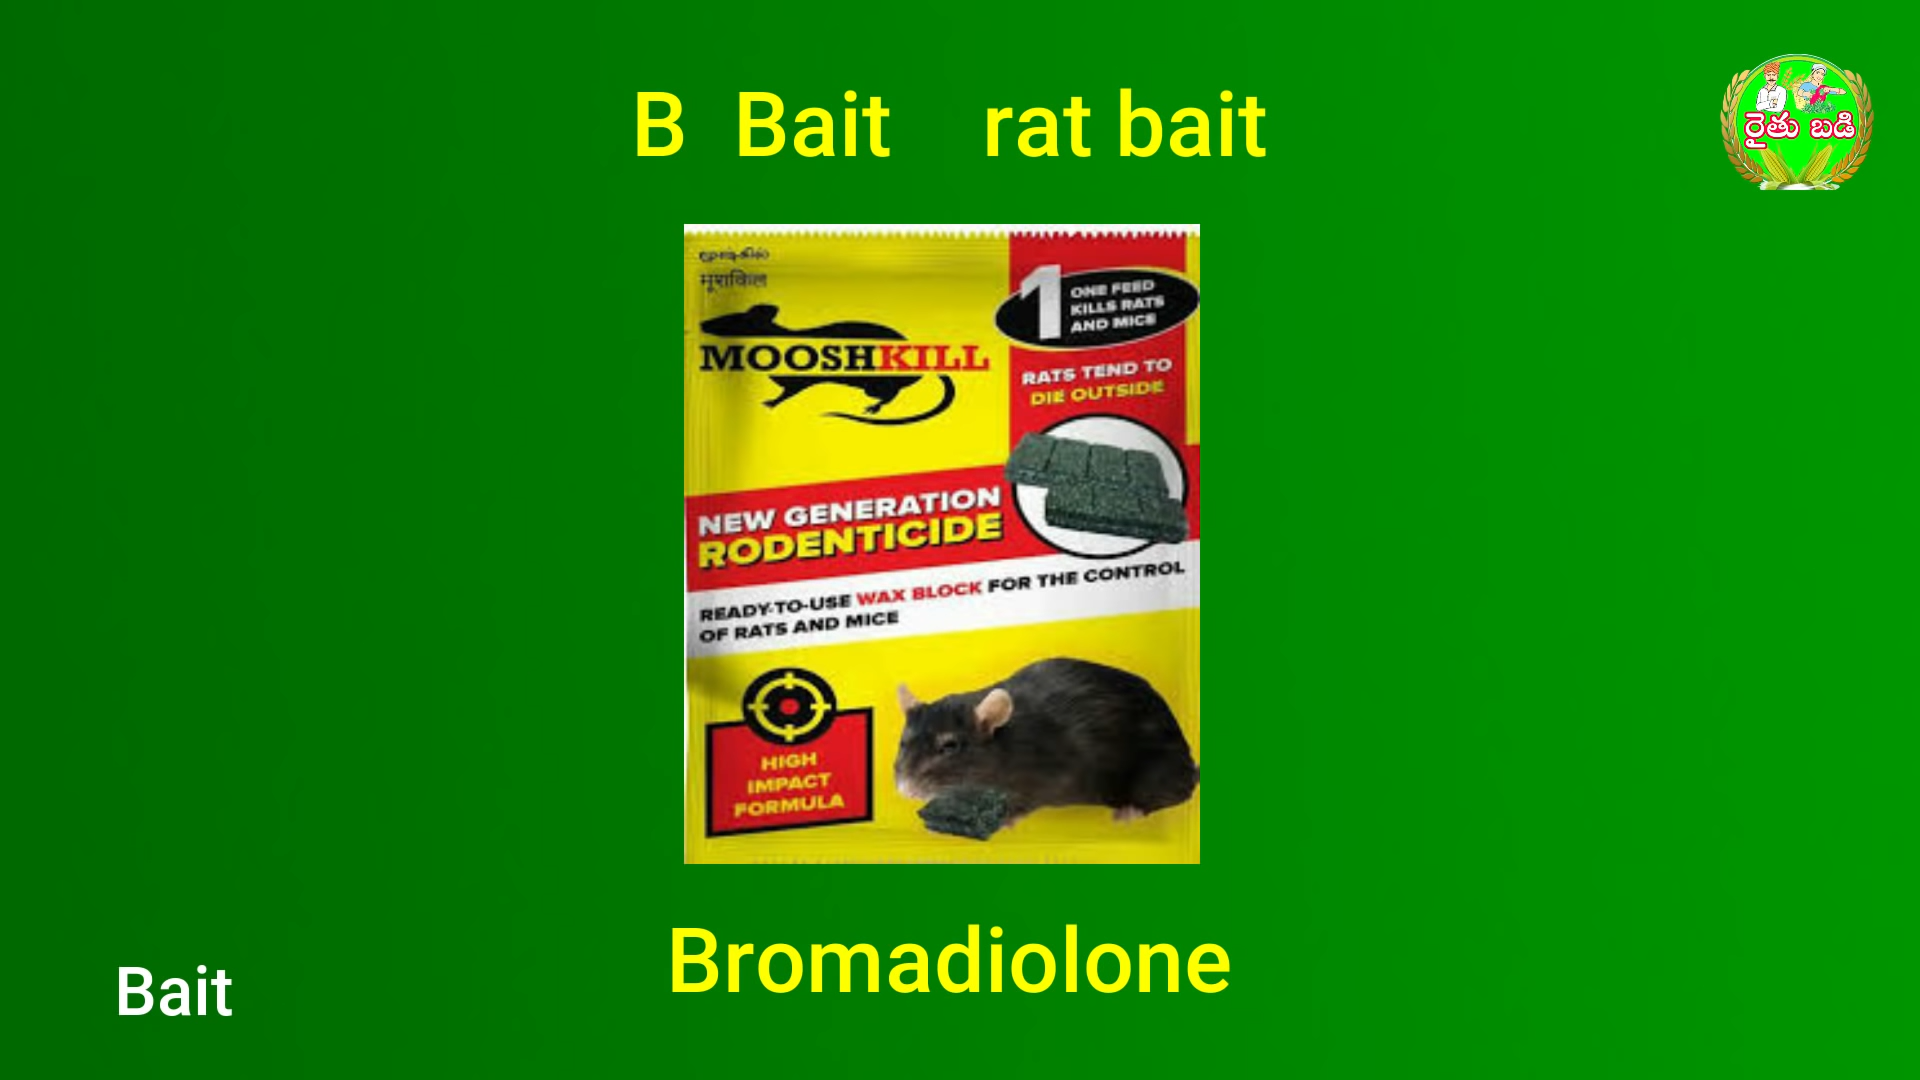 B Bait rat bait
రైతు బడి
मूशकिल
MOOSHKILL
1 ONE FEED
KILLS RATS
AND MICE
RATS TEND TO
DIE OUTSIDE
NEW GENERATION
RODENTICIDE
READY-TO-USE WAX BLOCK FOR THE CONTROL
OF RATS AND MICE
HIGH
IMPACT
FORMULA
Bromadiolone
Bait